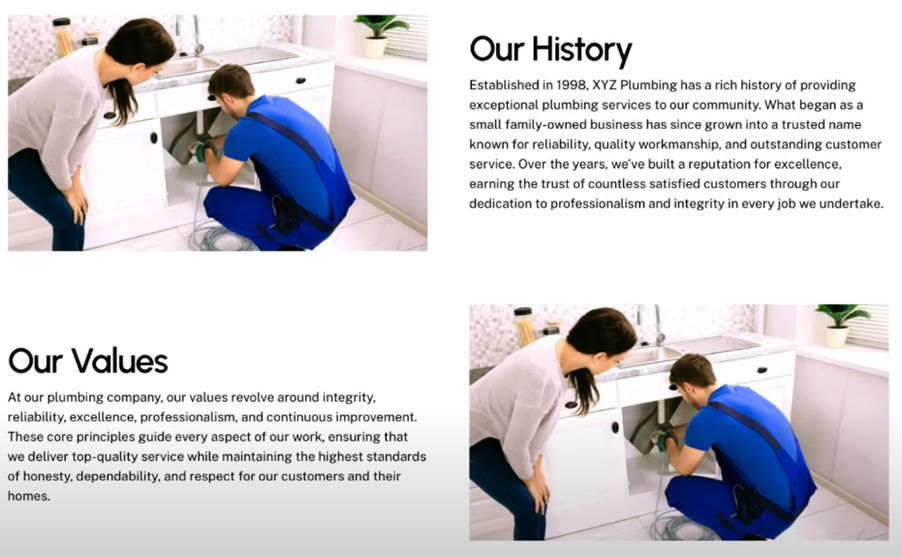 Our History
Established in 1998, XYZ Plumbing has a rich history of providing
exceptional plumbing services to our community. What began as a
small family-owned business has since grown into a trusted name
known for reliability, quality workmanship, and outstanding customer
service. Over the years, we've built a reputation for excellence,
earning the trust of countless satisfied customers through our
dedication to professionalism and integrity in every job we undertake.
Our Values
At our plumbing company, our values revolve around integrity,
reliability, excellence, professionalism, and continuous improvement.
These core principles guide every aspect of our work, ensuring that
we deliver top-quality service while maintaining the highest standards
of honesty, dependability, and respect for our customers and their
homes.